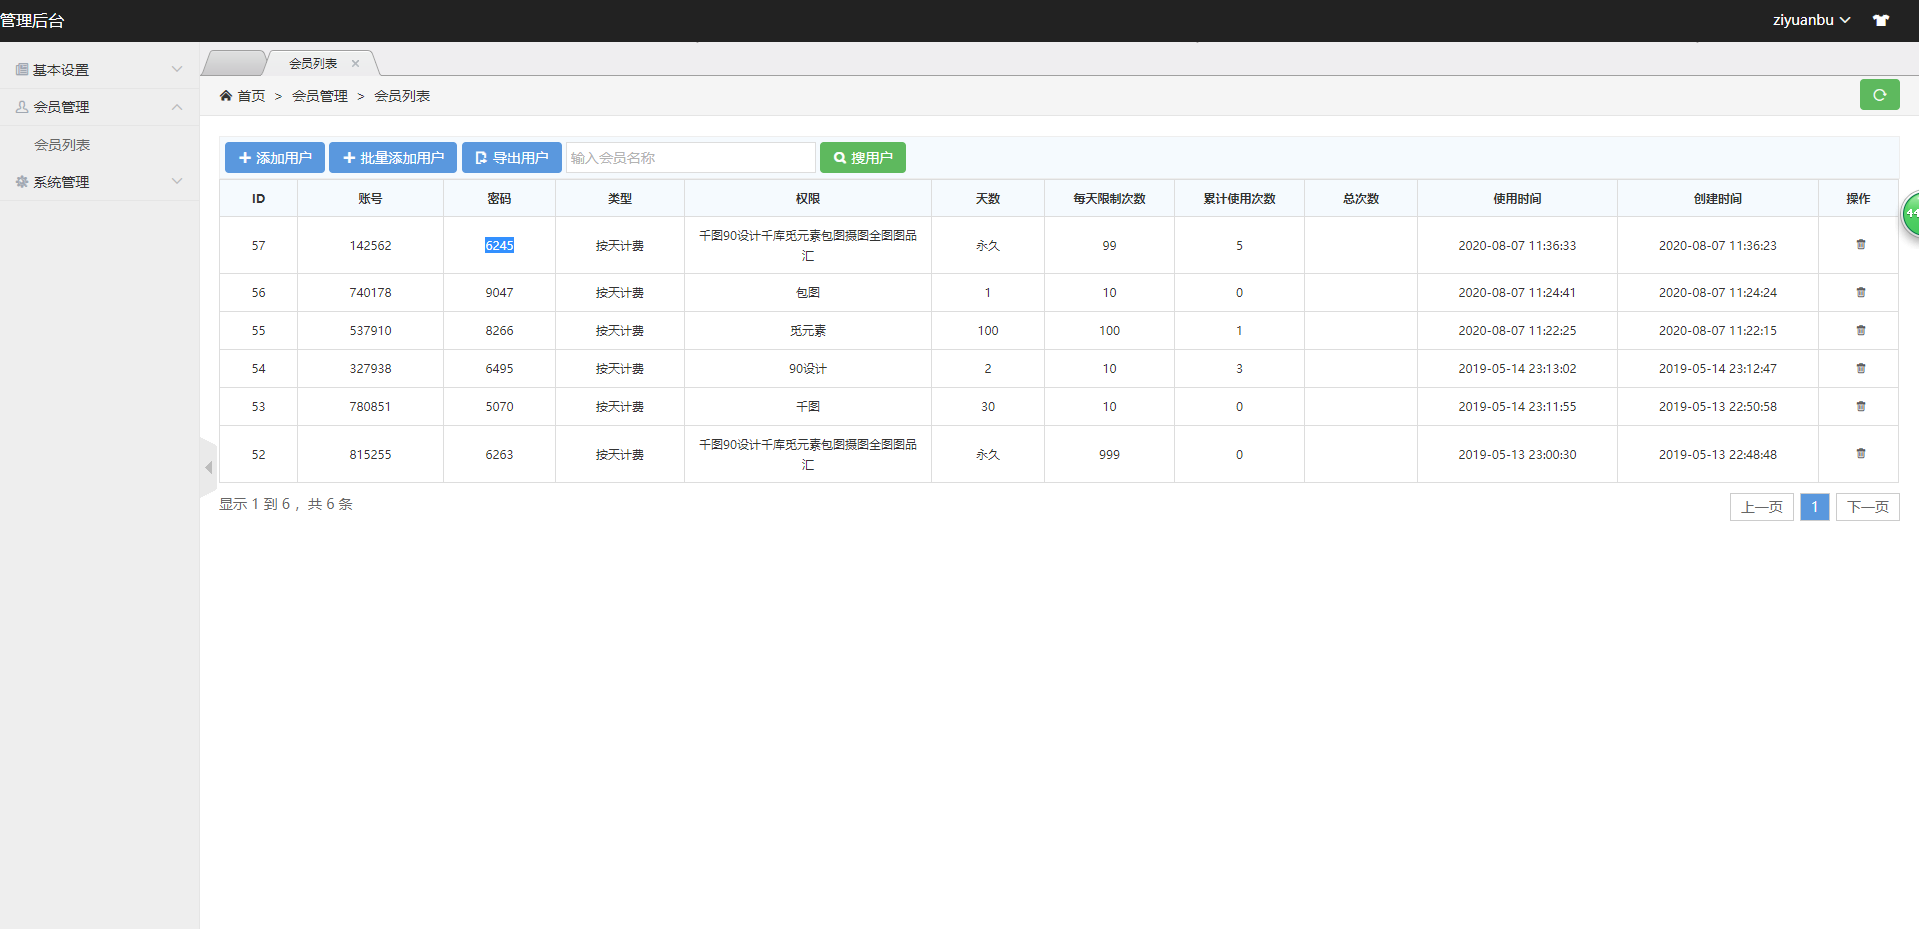 管理后台
ziyuanbu
基本设置
会员管理
会员列表
系统管理
会员列表 ×
首页 > 会员管理 > 会员列表
添加用户 批量添加用户 导出用户 输入会员名称 搜用户
ID 账号 密码 类型 权限 天数 每天限制次数 累计使用次数 总次数 使用时间 创建时间 操作
57 142562 6245 按天计费 千图90设计千库觅元素包图摄图全图图品 永久 99 5 2020-08-07 11:36:33 2020-08-07 11:36:23
汇
56 740178 9047 按天计费 包图 1 10 0 2020-08-07 11:24:41 2020-08-07 11:24:24
55 537910 8266 按天计费 觅元素 100 100 1 2020-08-07 11:22:25 2020-08-07 11:22:15
54 327938 6495 按天计费 90设计 2 10 3 2019-05-14 23:13:02 2019-05-14 23:12:47
53 780851 5070 按天计费 千图 30 10 0 2019-05-14 23:11:55 2019-05-13 22:50:58
52 815255 6263 按天计费 千图90设计千库觅元素包图摄图全图图品 永久 999 0 2019-05-13 23:00:30 2019-05-13 22:48:48
汇
显示 1 到 6 ，共 6 条
上一页 1 下一页